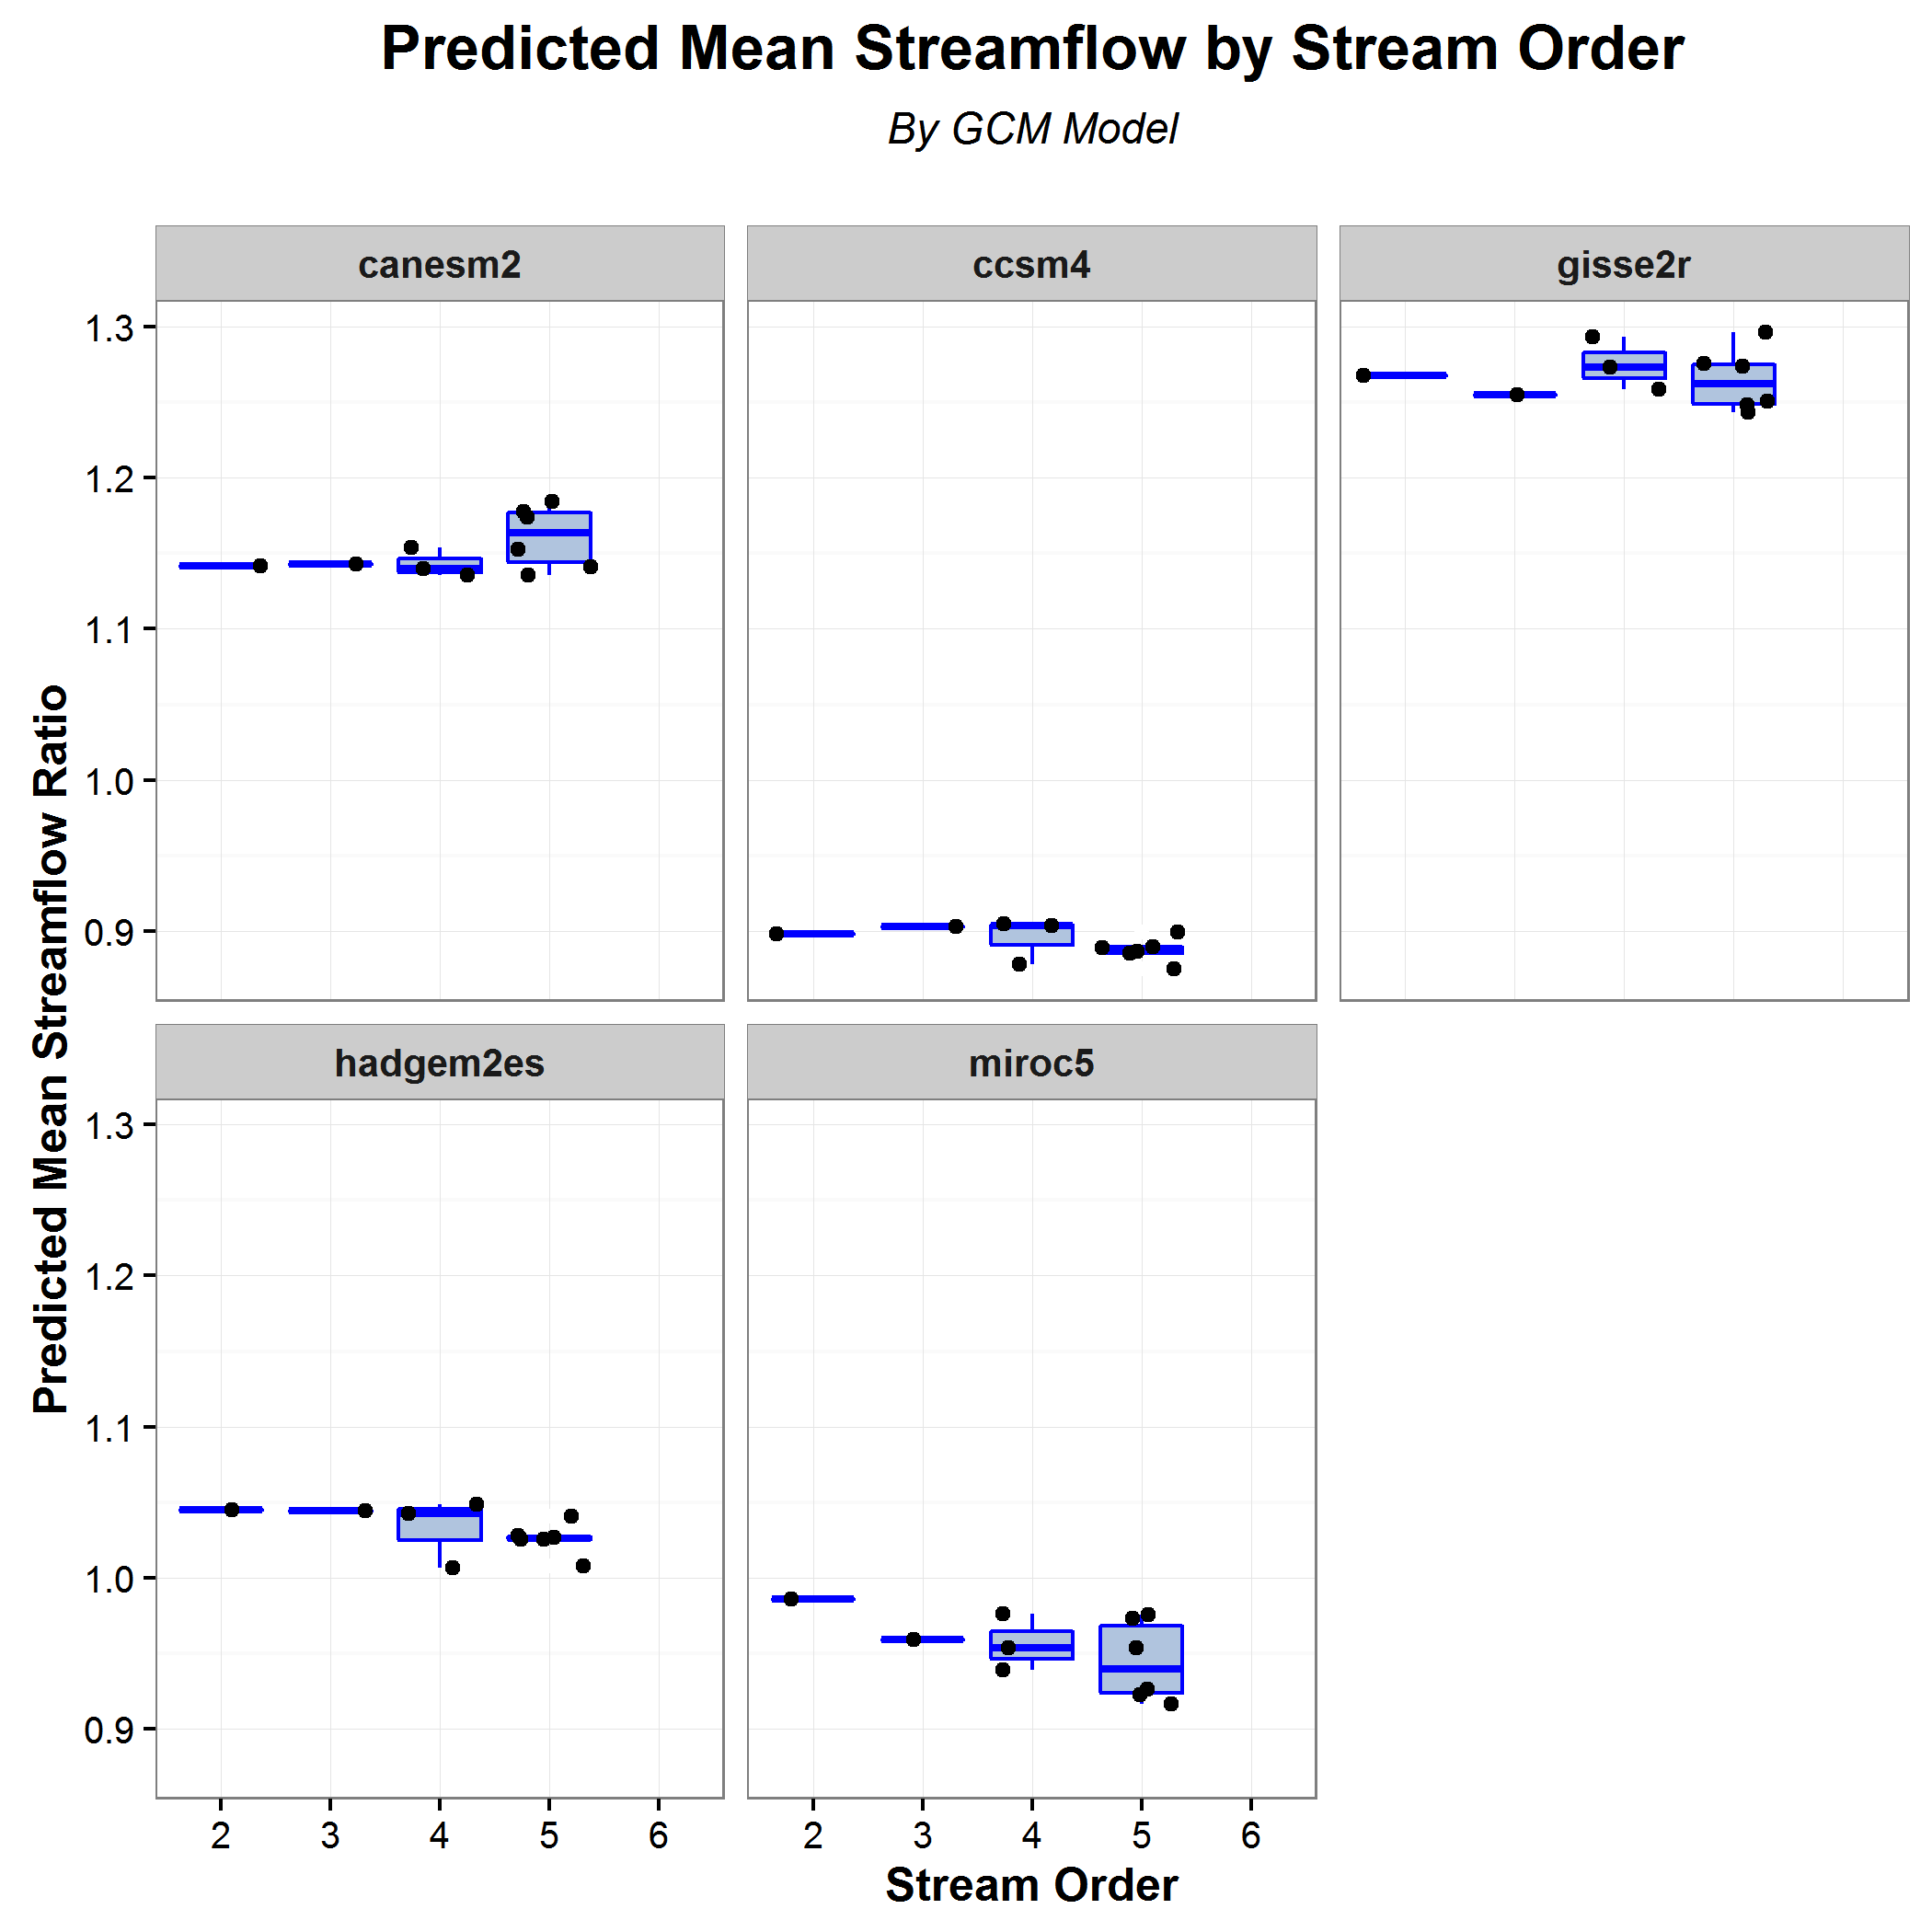 Predicted Mean Streamflow by Stream Order
By GCM Model
canesm2
ccsm4
gisse2r
1.3
1.2
1.1
1.0
0.9
Predicted Mean Streamflow Ratio
hadgem2es
miroc5
1.3
1.2
1.1
1.0
0.9
2 3 4 5 6
2 3 4 5 6
Stream Order